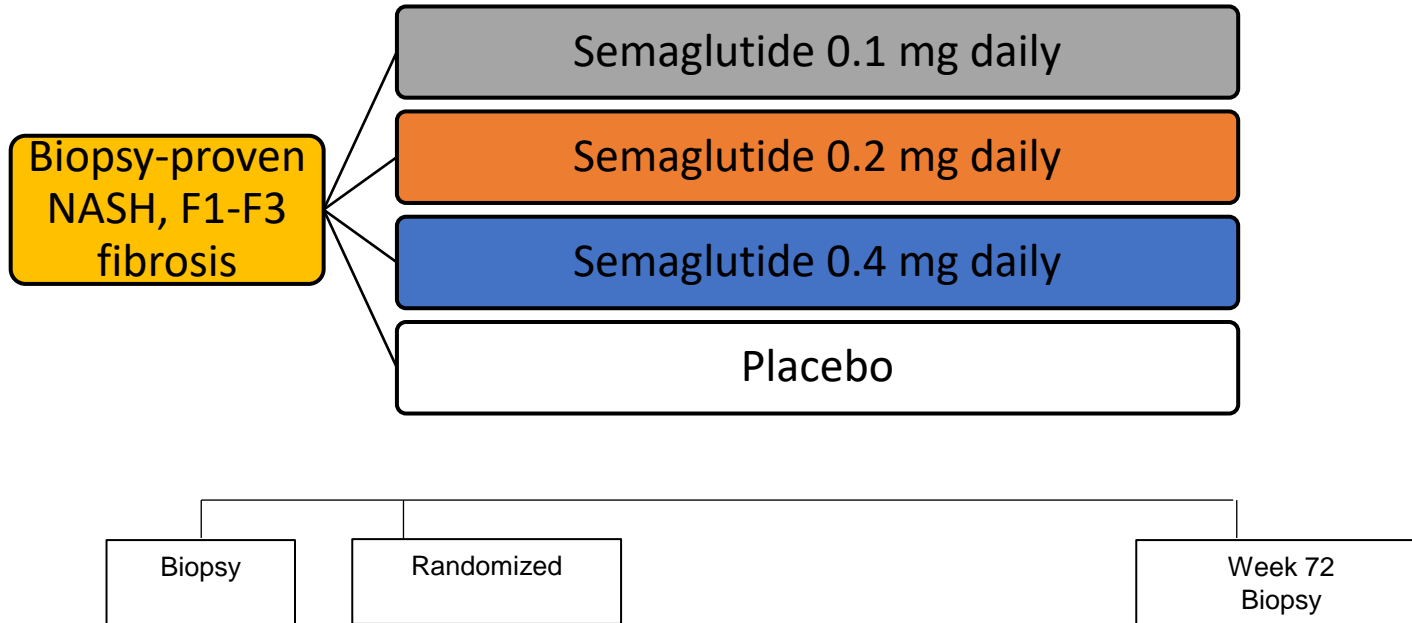 Semaglutide 0.1 mg daily
Semaglutide 0.2 mg daily
Biopsy-proven
NASH, F1-F3
fibrosis
Semaglutide 0.4 mg daily
Placebo
Biopsy
Randomized
Week 72
Biopsy